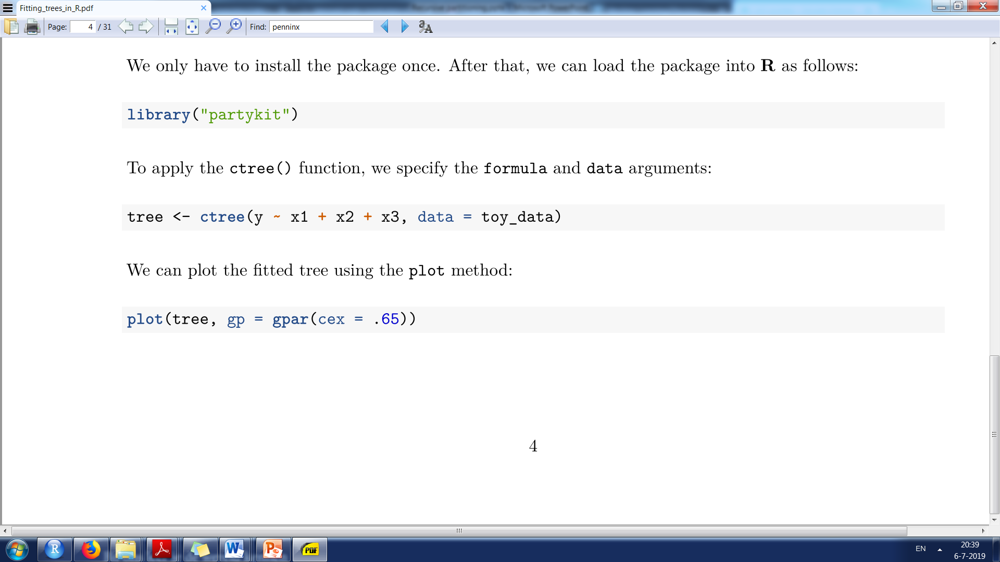 Fitting_trees_in_R.pdf
Page: 4 / 31 Find: penninx
We only have to install the package once. After that, we can load the package into R as follows:
library("partykit")
To apply the ctree() function, we specify the formula and data arguments:
tree <- ctree(y ~ x1 + x2 + x3, data = toy_data)
We can plot the fitted tree using the plot method:
plot(tree, gp = gpar(cex = .65))
4
EN
20:39
6-7-2019